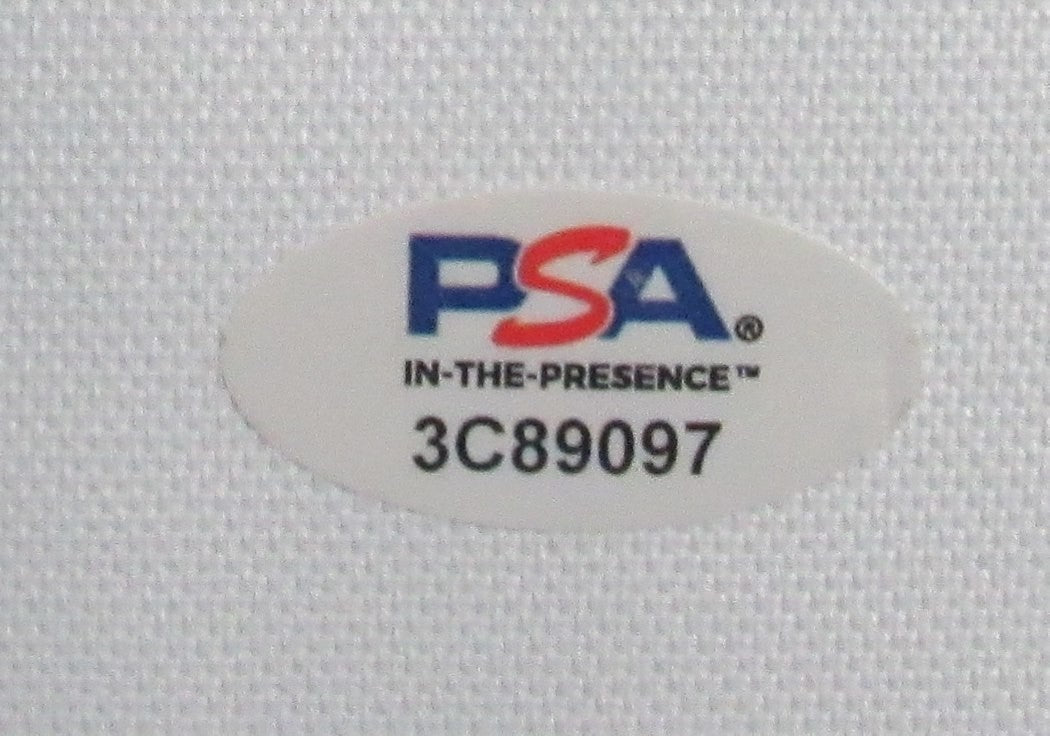 PSA®
IN-THE-PRESENCE™
3C89097